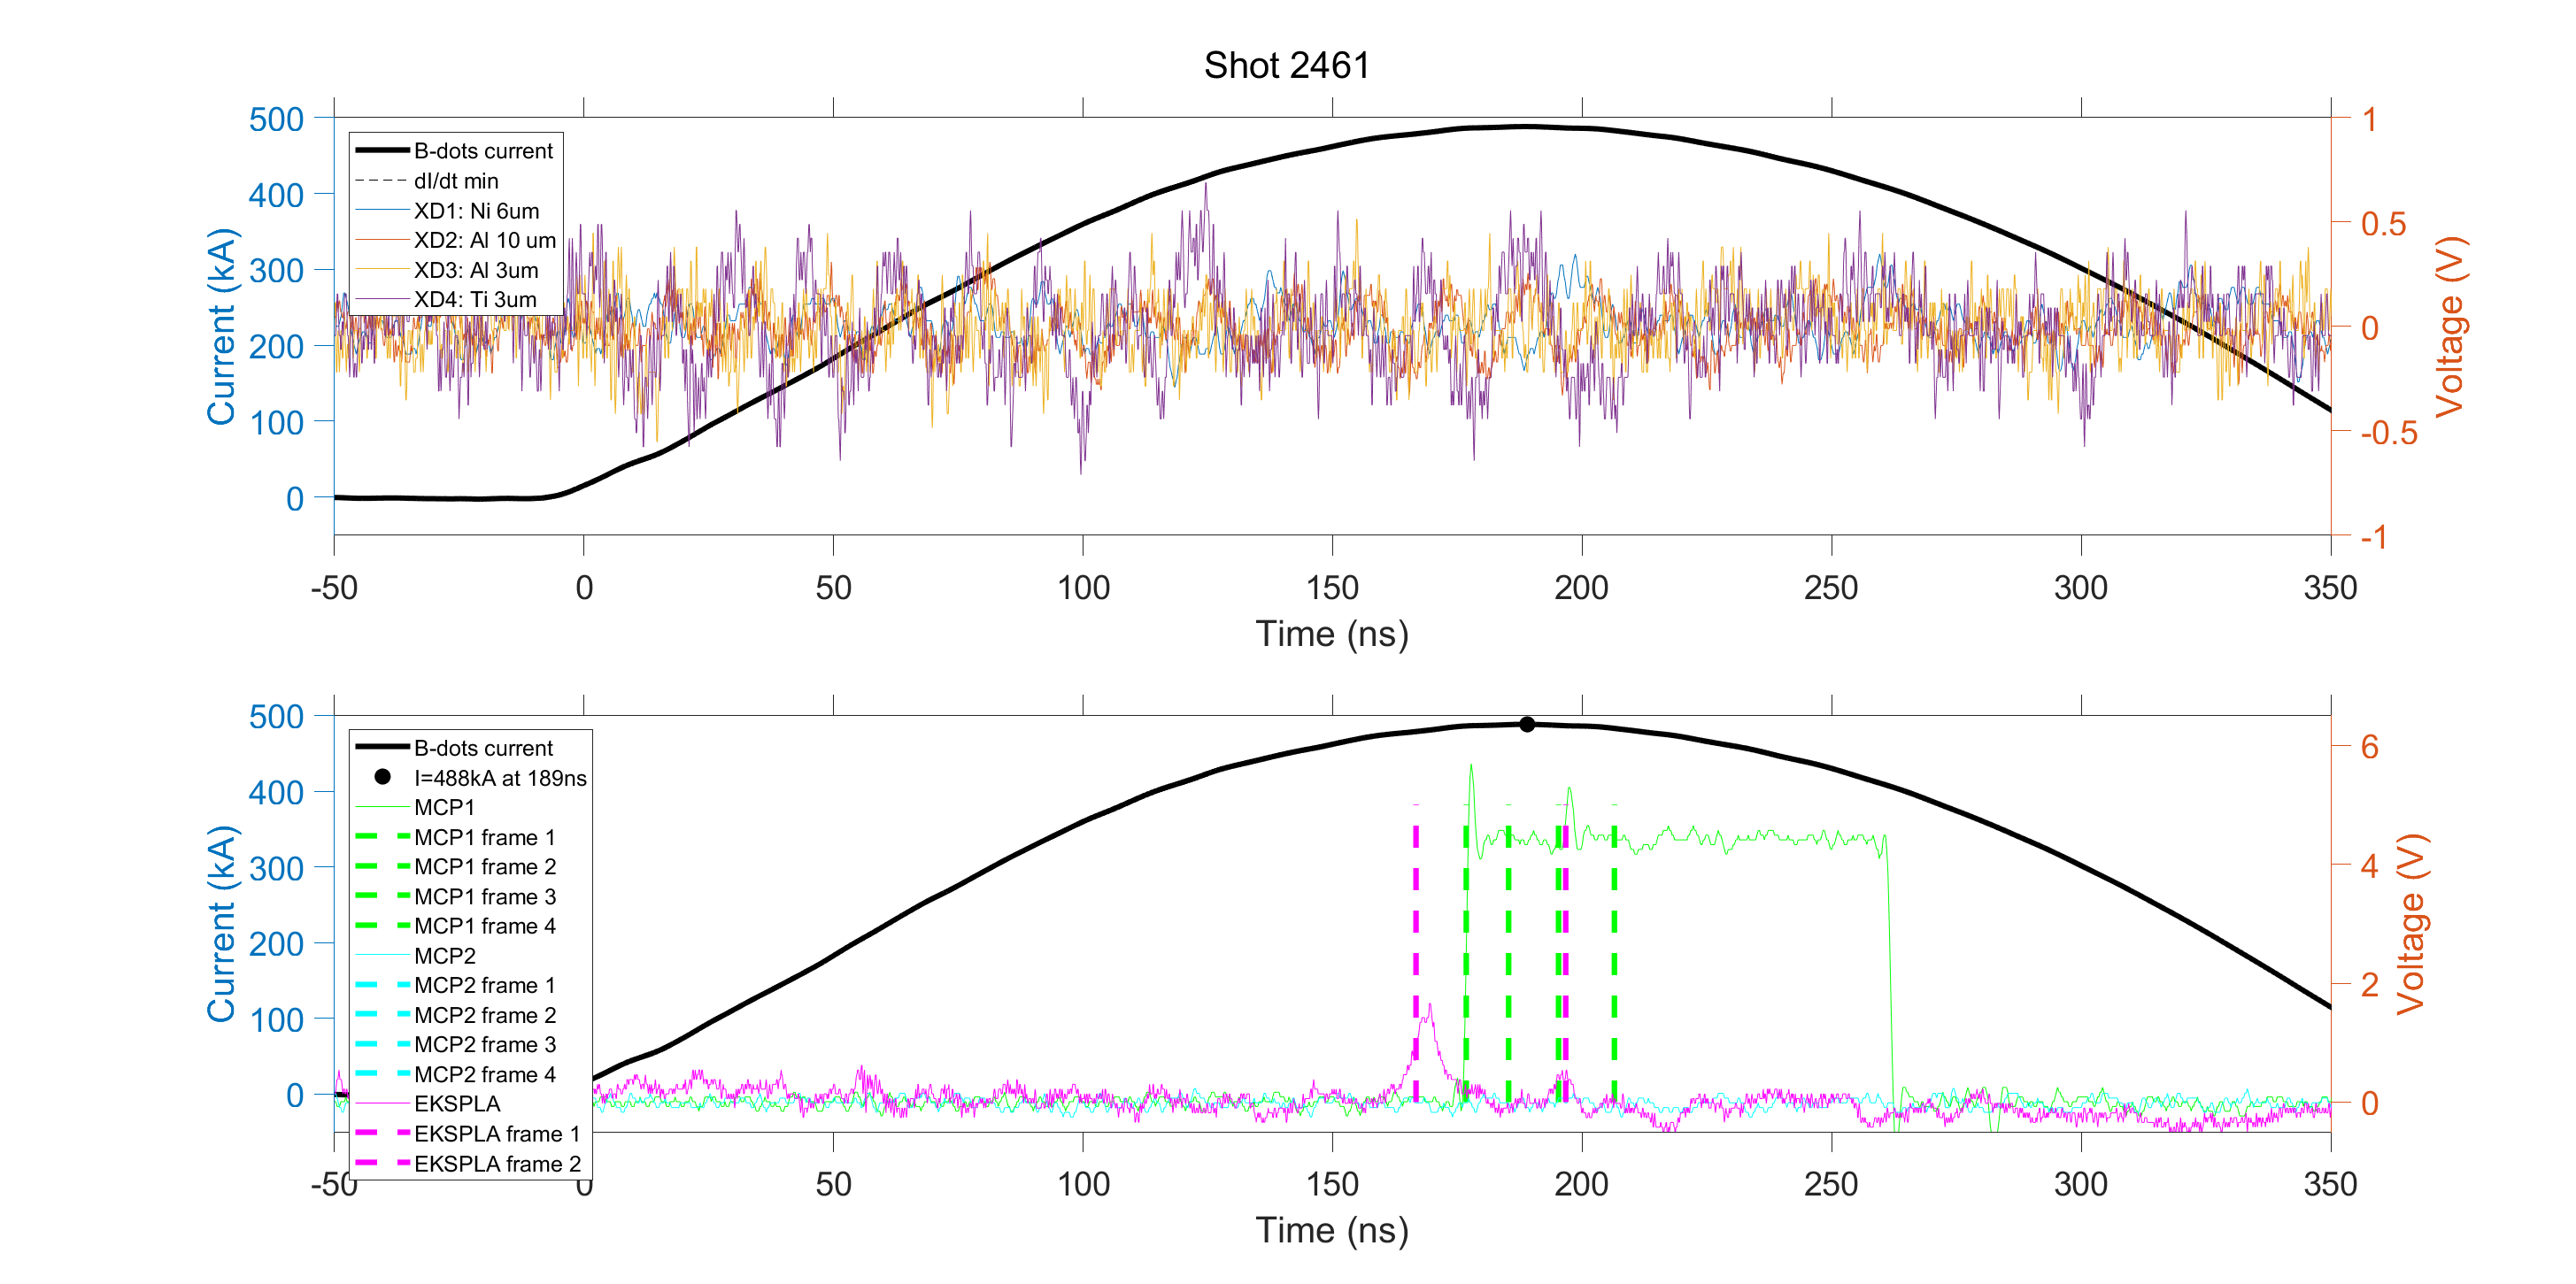 Shot 2461
500
400
300
200
100
0
Current (kA)
B-dots current
dI/dt min
XD1: Ni 6um
XD2: Al 10 um
XD3: Al 3um
XD4: Ti 3um
1
0.5
0
-0.5
-1
Voltage (V)
-50 0 50 100 150 200 250 300 350
Time (ns)
500
400
300
200
100
0
Current (kA)
B-dots current
I=488kA at 189ns
MCP1
MCP1 frame 1
MCP1 frame 2
MCP1 frame 3
MCP1 frame 4
MCP2
MCP2 frame 1
MCP2 frame 2
MCP2 frame 3
MCP2 frame 4
EKSPLA
EKSPLA frame 1
EKSPLA frame 2
6
4
2
0
Voltage (V)
-50 0 50 100 150 200 250 300 350
Time (ns)